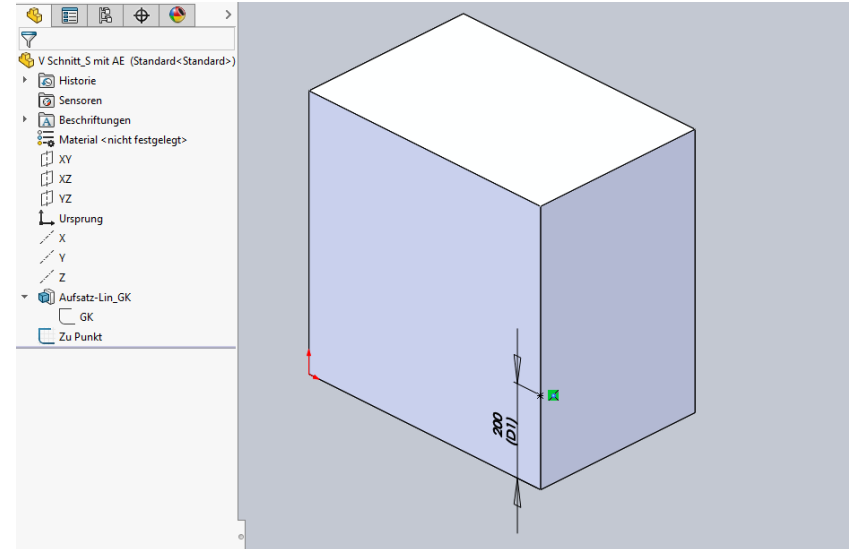 V Schnitt_S mit AE (Standard<Standard>)
Historie
Sensoren
Beschriftungen
Material <nicht festgelegt>
XY
XZ
YZ
Ursprung
X
Y
Z
Aufsatz-Lin_GK
GK
Zu Punkt
200
(D1)